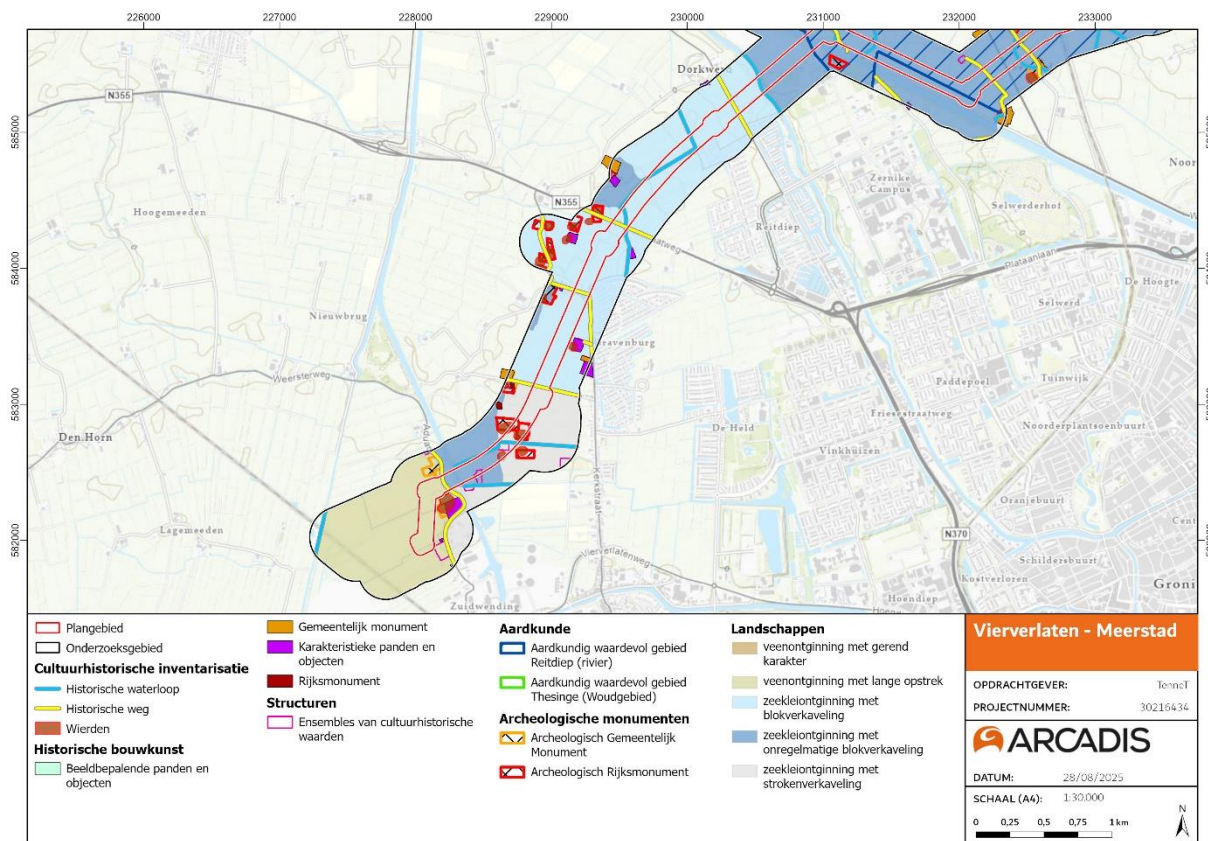 226000 227000 228000 229000 230000 231000 232000 233000
Dorkwerd
N355
585000
Zernike
Campus
Selwerderhof
Hoogemeeden
N355
Reitdiep
Plataanlaan
584000
De Hoogte
Selwerd
Nieuwbrug
Gravenburg
Weersterweg
Paddepoel
Tuinwijk
583000
Den Horn
De Held
Friesestraatweg
Noorderplantsoenbuurt
Vinkhuizen
Kerkstraat
Oranjebuurt
Lagemeeden
582000
Vierverlatenweg
N370
Schildersbuurt
Kostverloren
Zuidwending
Hoendiep
Groni
Plangebied
Onderzoeksgebied
Cultuurhistorische inventarisatie
Historische waterloop
Historische weg
Wierden
Historische bouwkunst
Beeldbepalende panden en
objecten
Gemeentelijk monument
Karakteristieke panden en
objecten
Rijksmonument
Structuren
Ensembles van cultuurhistorische
waarden
Aardkunde
Aardkundig waardevol gebied
Reitdiep (rivier)
Aardkundig waardevol gebied
Thesinge (Woudgebied)
Archeologische monumenten
Archeologisch Gemeentelijk
Monument
Archeologisch Rijksmonument
Landschappen
veenontginning met gerend
karakter
veenontginning met lange opstrek
zeekleiontginning met
blokverkaveling
zeekleiontginning met
onregelmatige blokverkaveling
zeekleiontginning met
strokenverkaveling
Vierverlaten - Meerstad
OPDRACHTGEVER: TenneT
PROJECTNUMMER: 30216434
ARCADIS
DATUM: 28/08/2025
SCHAAL (A4): 1:30.000
N
0 0,25 0,5 0,75 1 km